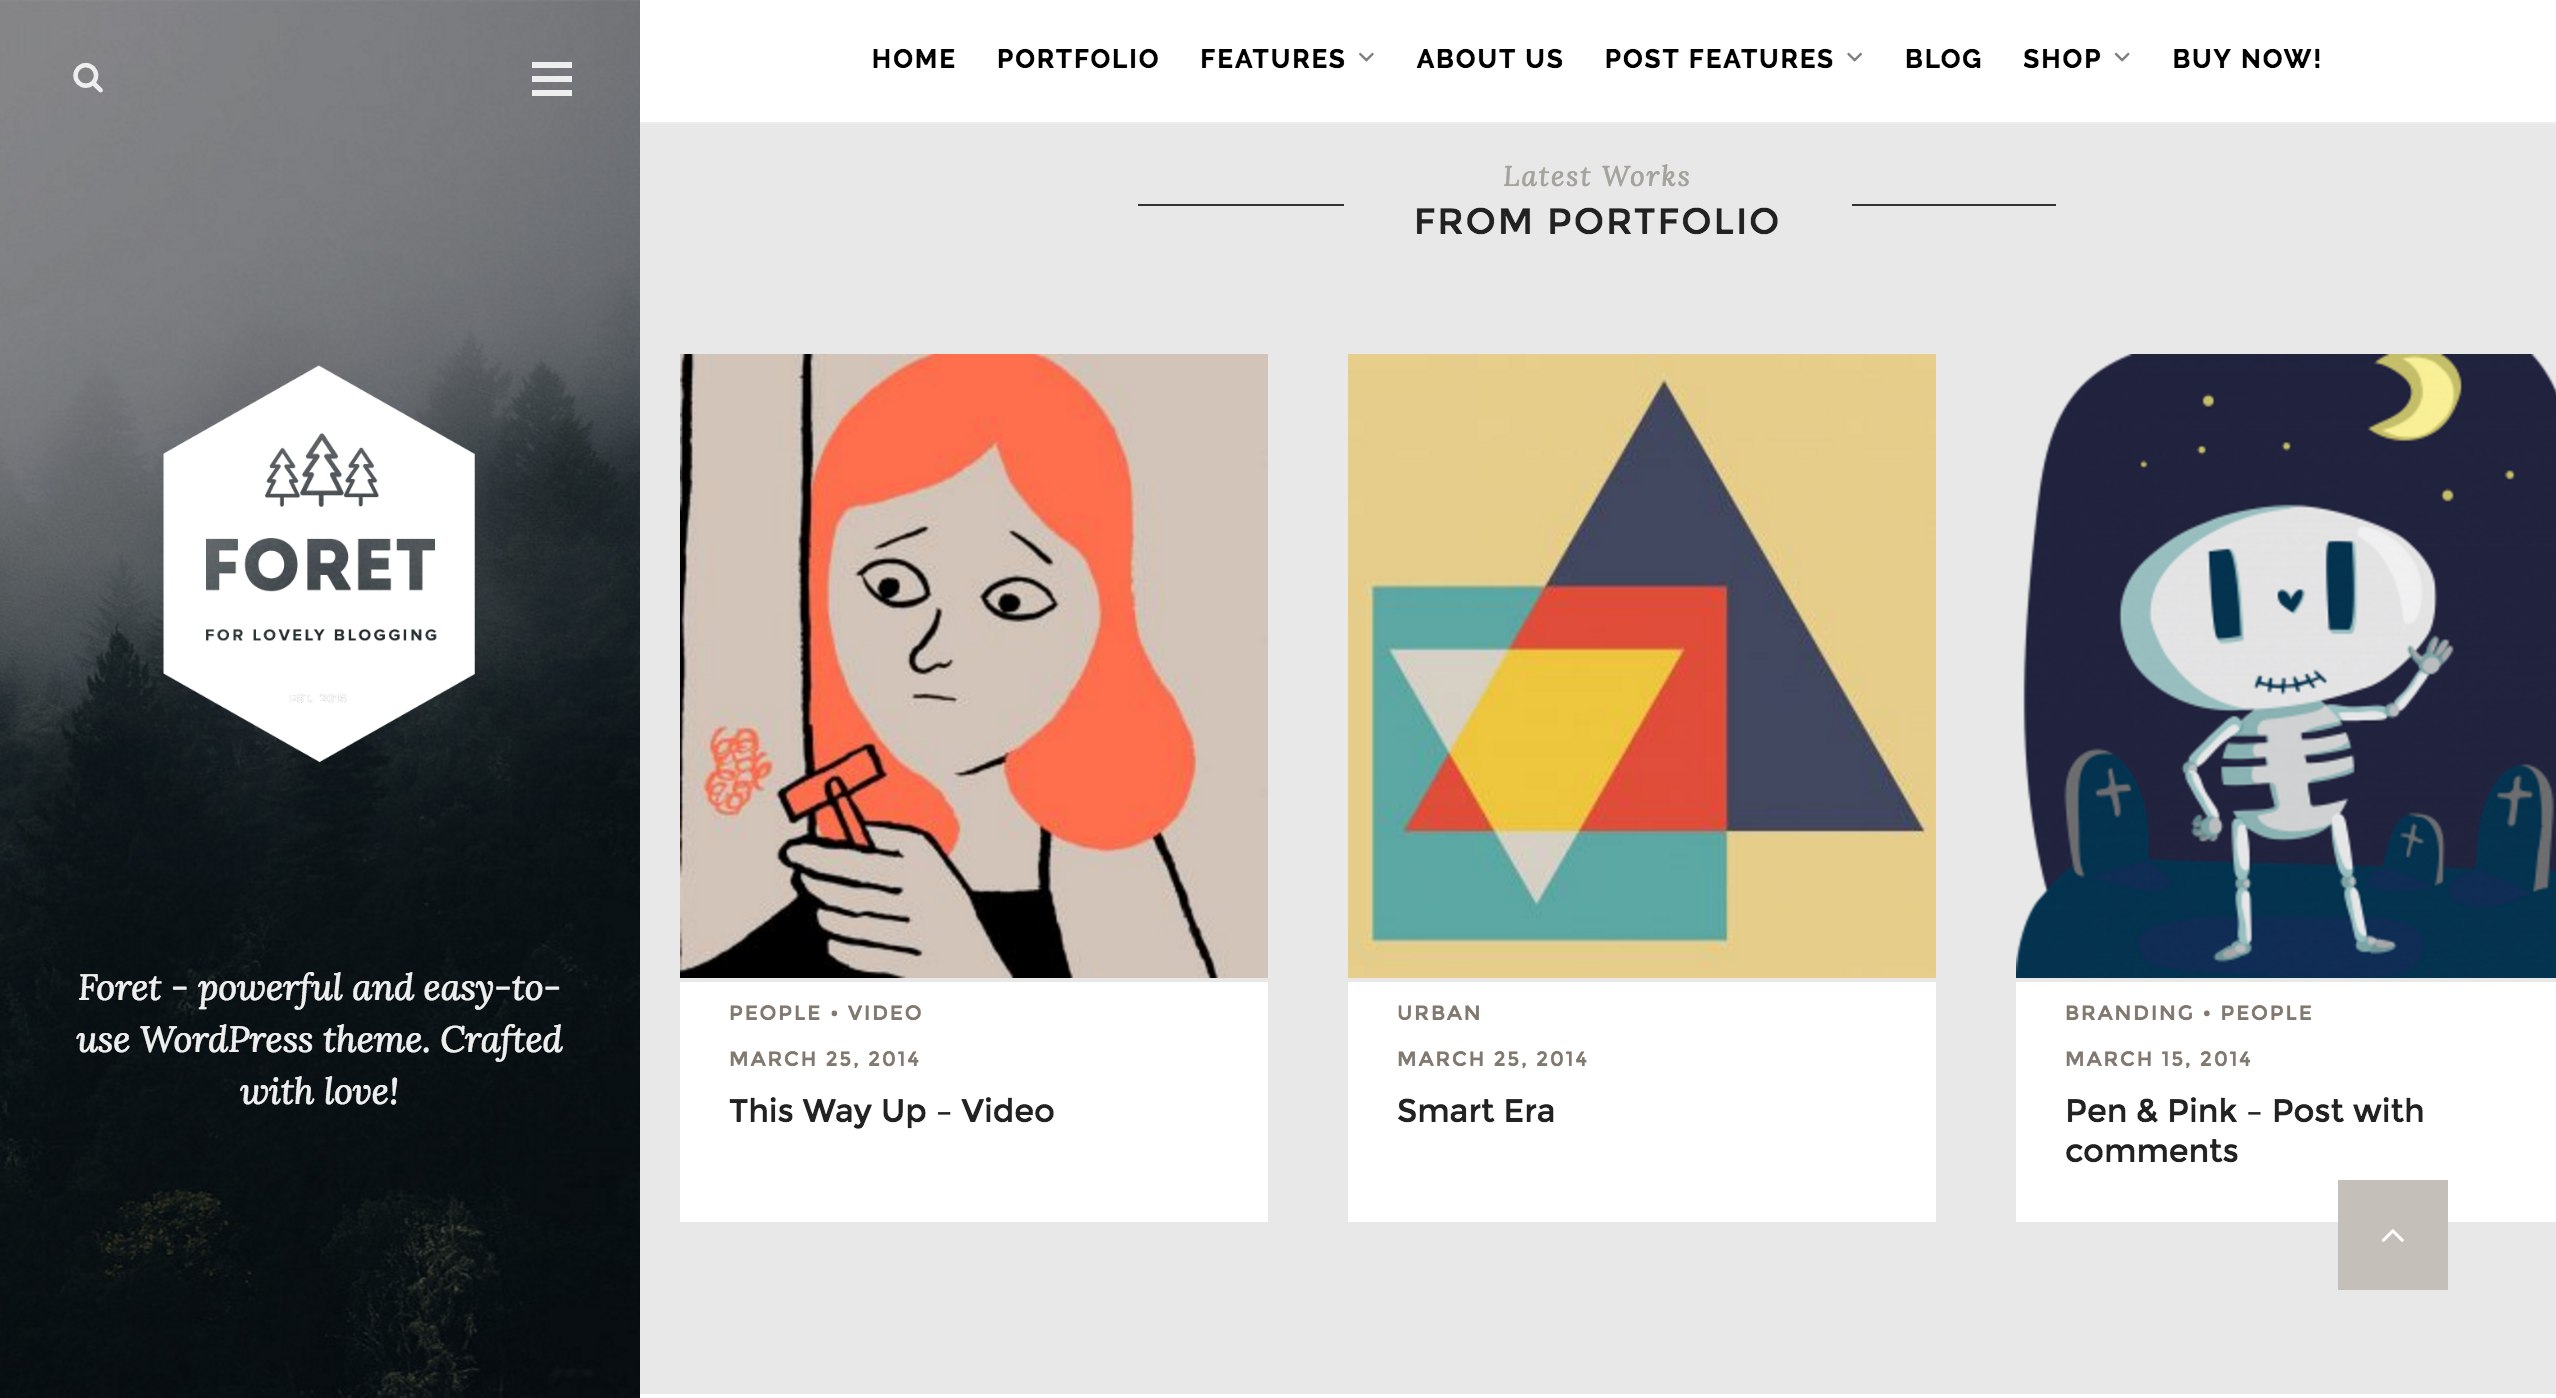 HOME PORTFOLIO FEATURES ABOUT US POST FEATURES BLOG SHOP BUY NOW!
FORET
FOR LOVELY BLOGGING
Foret - powerful and easy-to-
use WordPress theme. Crafted
with love!
Latest Works
FROM PORTFOLIO
PEOPLE • VIDEO
MARCH 25, 2014
This Way Up – Video
URBAN
MARCH 25, 2014
Smart Era
BRANDING • PEOPLE
MARCH 15, 2014
Pen & Pink – Post with
comments